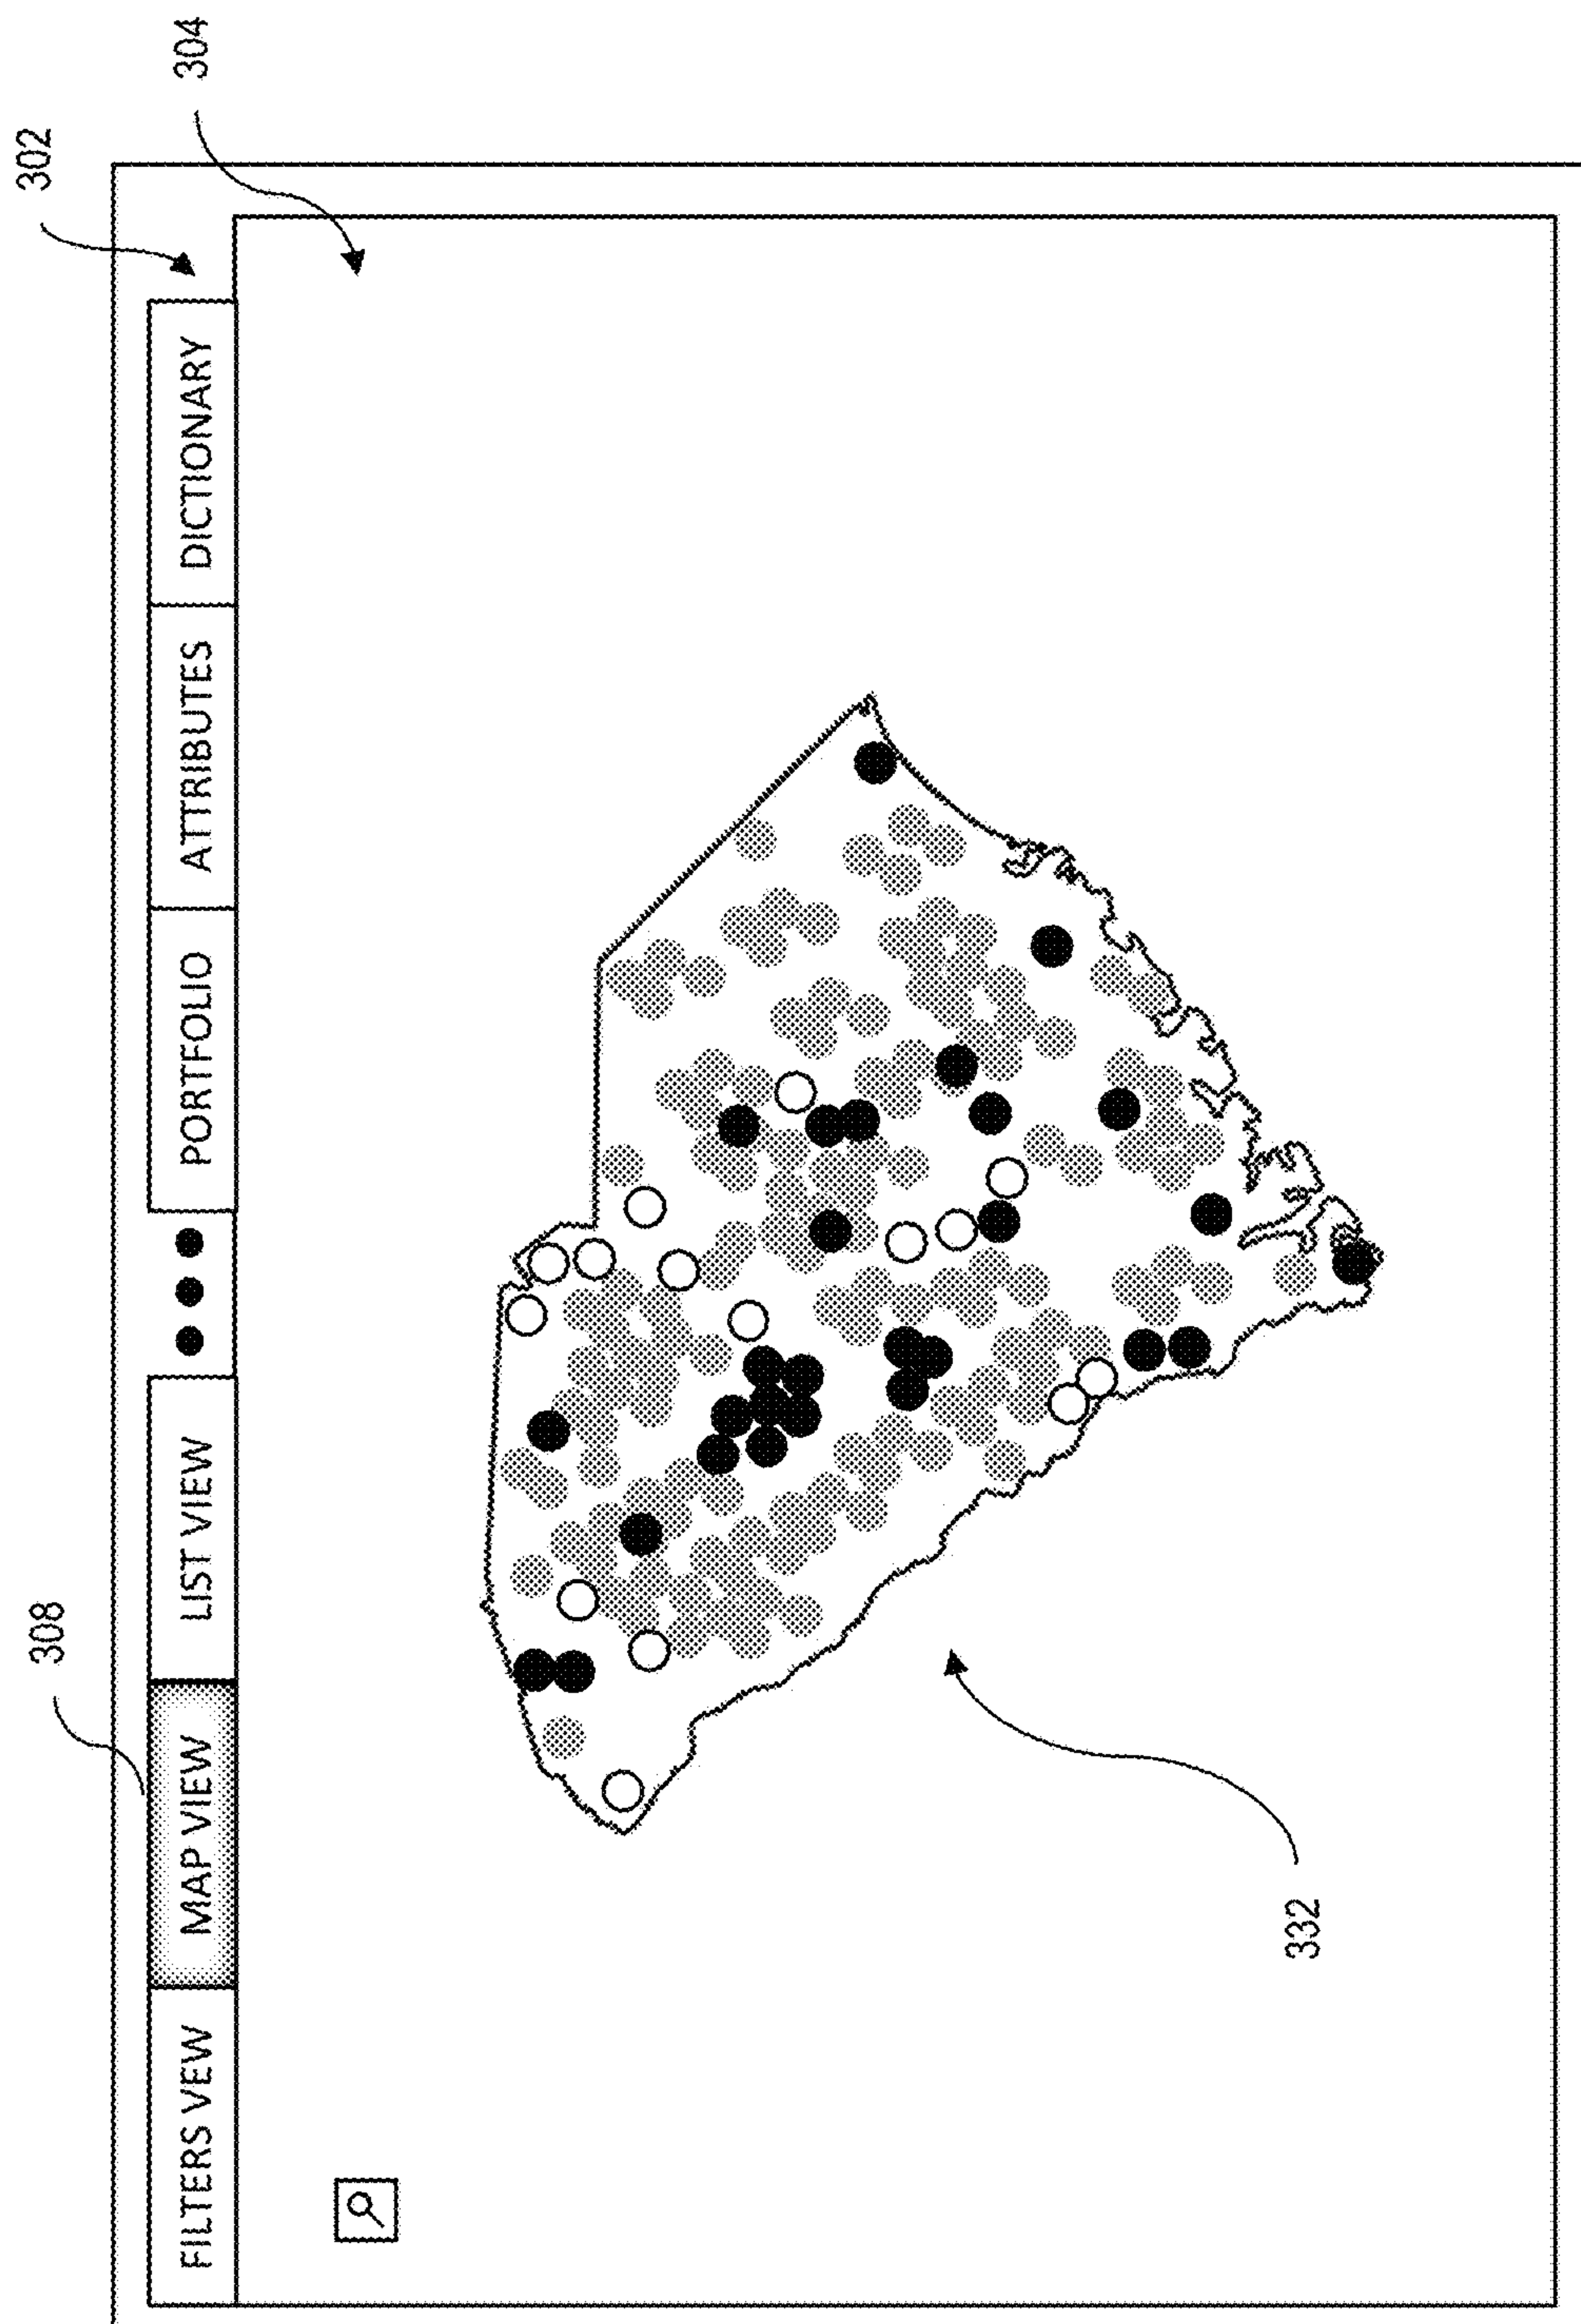 302
304
FILTERS VEW
MAP VIEW
LIST VIEW
PORTFOLIO
ATTRIBUTES
DICTIONARY
308
332